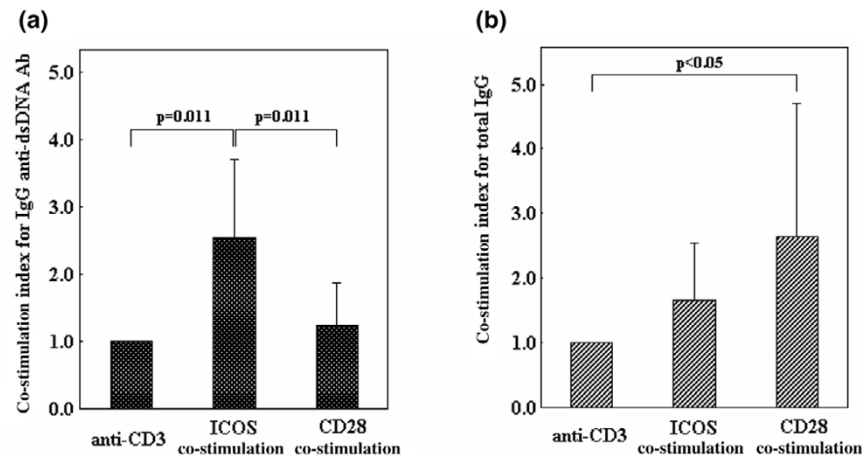 (a)
Co-stimulation index for IgG anti-dsDNA Ab
5.0
4.0
3.0
2.0
1.0
0.0
p=0.011
p=0.011
anti-CD3
ICOS
co-stimulation
CD28
co-stimulation
(b)
Co-stimulation index for total IgG
5.0
4.0
3.0
2.0
1.0
0.0
p<0.05
anti-CD3
ICOS
co-stimulation
CD28
co-stimulation